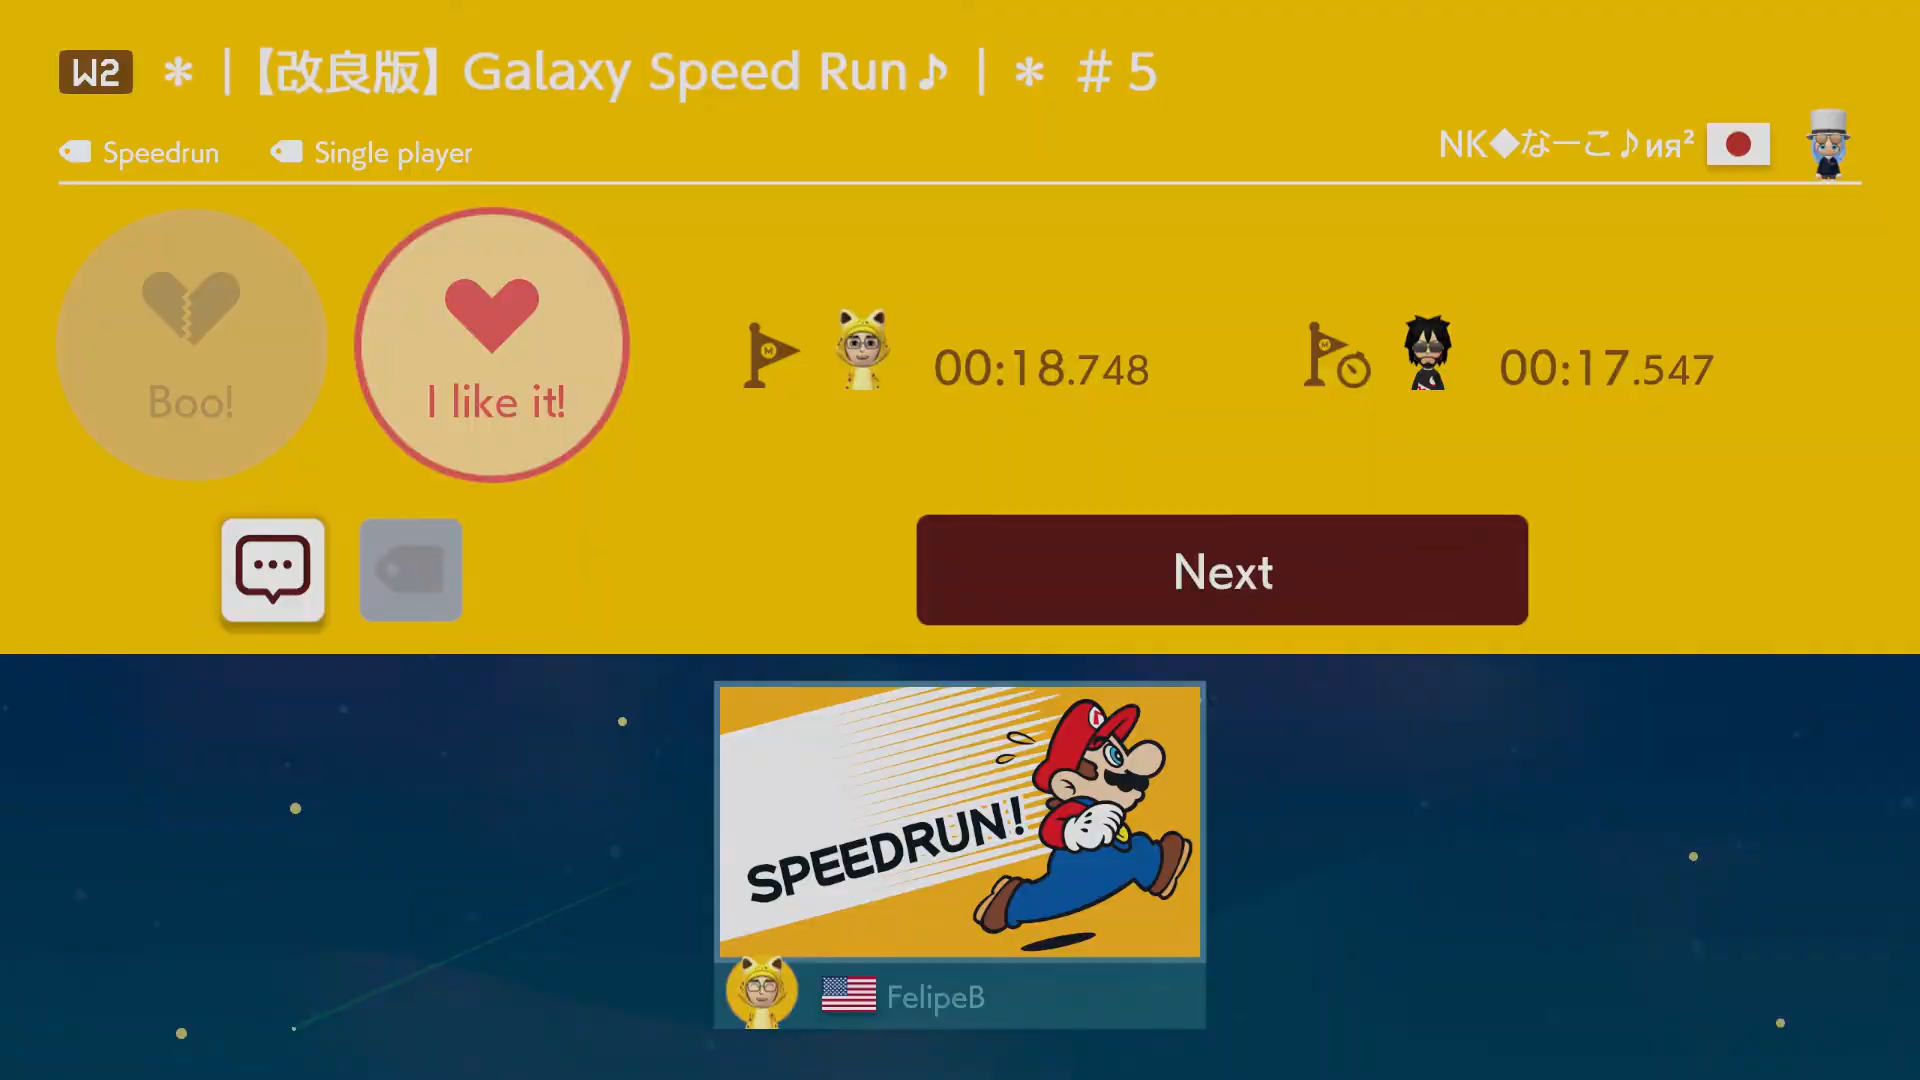 W2 * |【改良版】Galaxy Speed Run♪ | * # 5
Speedrun Single player
NK◆なーこ♪ия²
Boo!
I like it!
00:18.748
00:17.547
Next
SPEEDRUN!
FelipeB